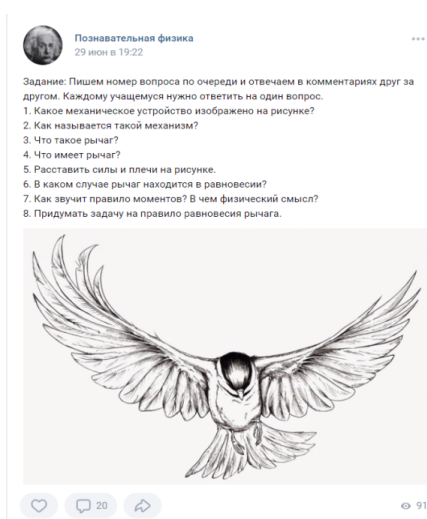 Познавательная физика
29 июн в 19:22
Задание: Пишем номер вопроса по очереди и отвечаем в комментариях друг за
другом. Каждому учащемуся нужно ответить на один вопрос.
1. Какое механическое устройство изображено на рисунке?
2. Как называется такой механизм?
3. Что такое рычаг?
4. Что имеет рычаг?
5. Расставить силы и плечи на рисунке.
6. В каком случае рычаг находится в равновесии?
7. Как звучит правило моментов? В чем физический смысл?
8. Придумать задачу на правило равновесия рычага.
20
91